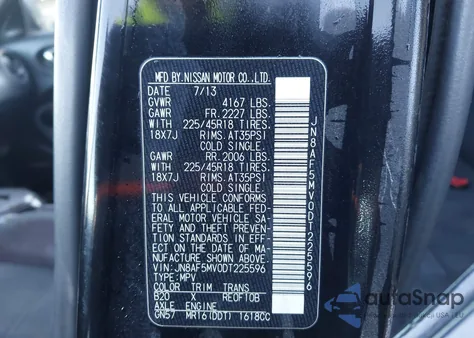 MFD BY. NISSAN MOTOR CO., LTD.
DATE 7/13
GVWR 4167 LBS.
GAWR FR. 2227 LBS.
WITH 225/45R18 TIRES.
18X7J RIMS. AT35PSI
COLD SINGLE.
GAWR RR. 2006 LBS.
WITH 225/45R18 TIRES.
18X7J RIMS. AT35PSI
COLD SINGLE.
THIS VEHICLE CONFORMS
TO ALL APPLICABLE FED-
ERAL MOTOR VEHICLE SA-
FETY AND THEFT PREVENTION
STANDARDS IN EFF-
ECT ON THE DATE OF MA-
NUFACTURE SHOWN ABOVE.
VIN: JN8AF5MV0DT225596
TYPE: MPV
COLOR TRIM TRANS
B20 X RE0F10B
AXLE ENGINE
GN57 MR16(DDT) 1618CC
JN8AF5MV0DT225596
autoSnap